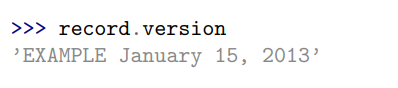 >>> record.version
’EXAMPLE January 15, 2013’